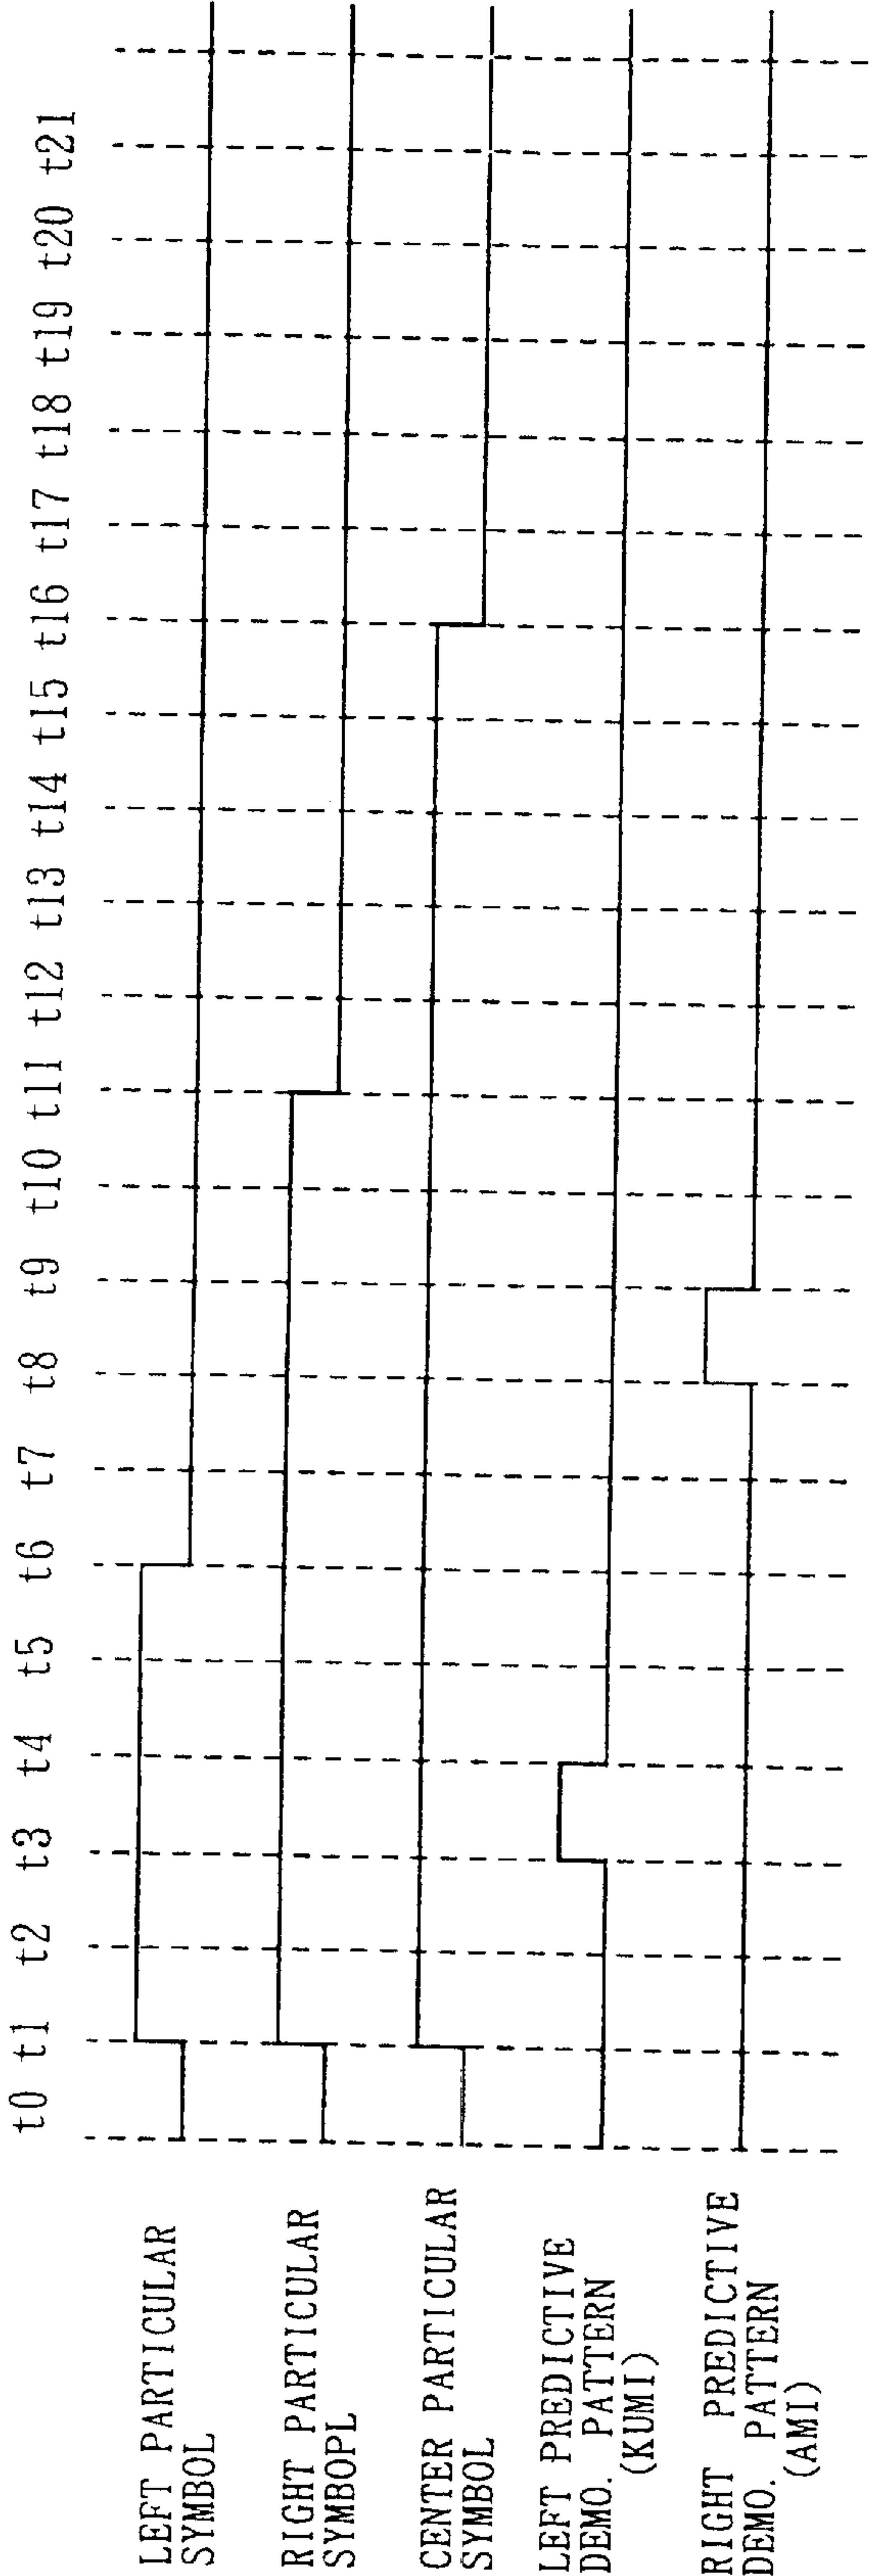 t0 t1 t2 t3 t4 t5 t6 t7 t8 t9 t10 t11 t12 t13 t14 t15 t16 t17 t18 t19 t20 t21
LEFT PARTICULAR
SYMBOL
RIGHT PARTICULAR
SYMBOPL
CENTER PARTICULAR
SYMBOL
LEFT PREDICTIVE
DEMO. PATTERN
(KUMI)
RIGHT PREDICTIVE
DEMO. PATTERN
(AMI)